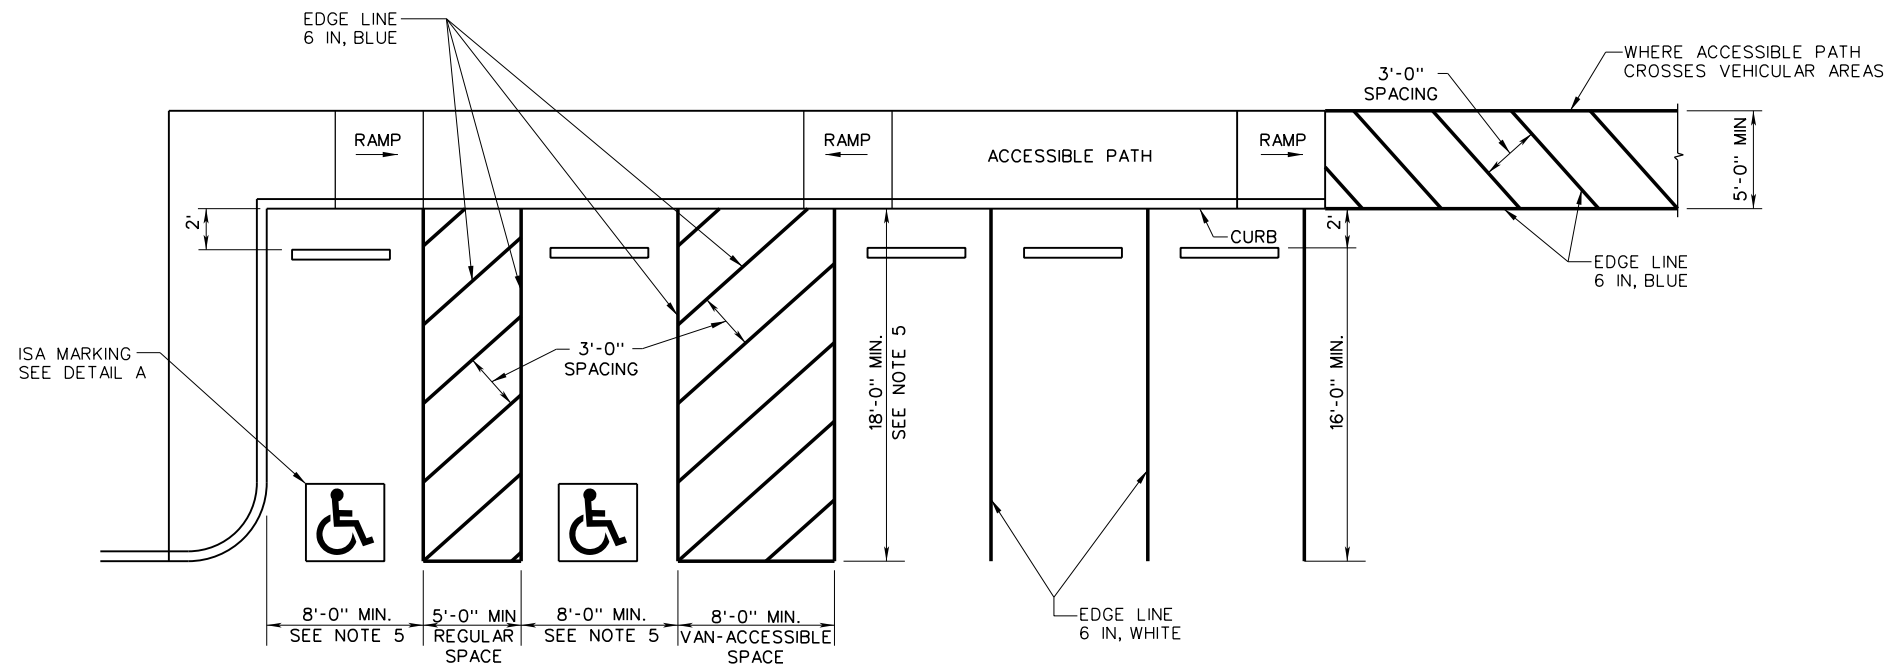 EDGE LINE
6 IN, BLUE
WHERE ACCESSIBLE PATH
CROSSES VEHICULAR AREAS
3'-0"
SPACING
RAMP
RAMP
ACCESSIBLE PATH
RAMP
5'-0" MIN
2'
CURB
2'
EDGE LINE
6 IN, BLUE
ISA MARKING
SEE DETAIL A
3'-0"
SPACING
18'-0" MIN.
SEE NOTE 5
16'-0" MIN.
8'-0" MIN.
SEE NOTE 5
5'-0" MIN
REGULAR
SPACE
8'-0" MIN.
SEE NOTE 5
8'-0" MIN.
VAN-ACCESSIBLE
SPACE
EDGE LINE
6 IN, WHITE